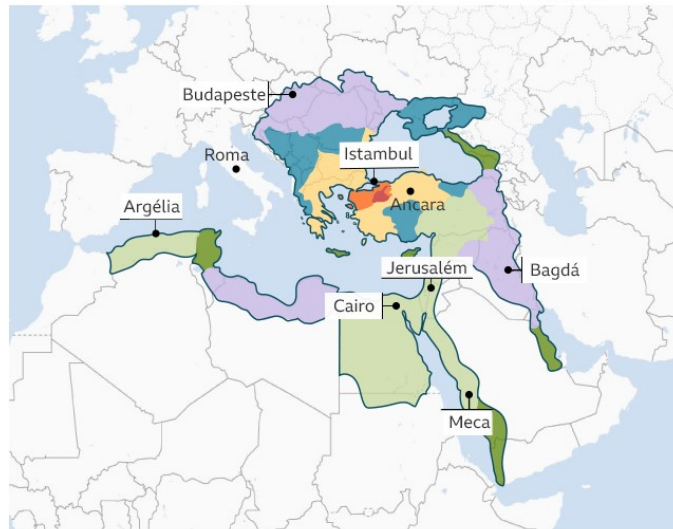 Budapeste
Roma
Istambul
Ancara
Argélia
Jerusalém
Bagdá
Cairo
Meca